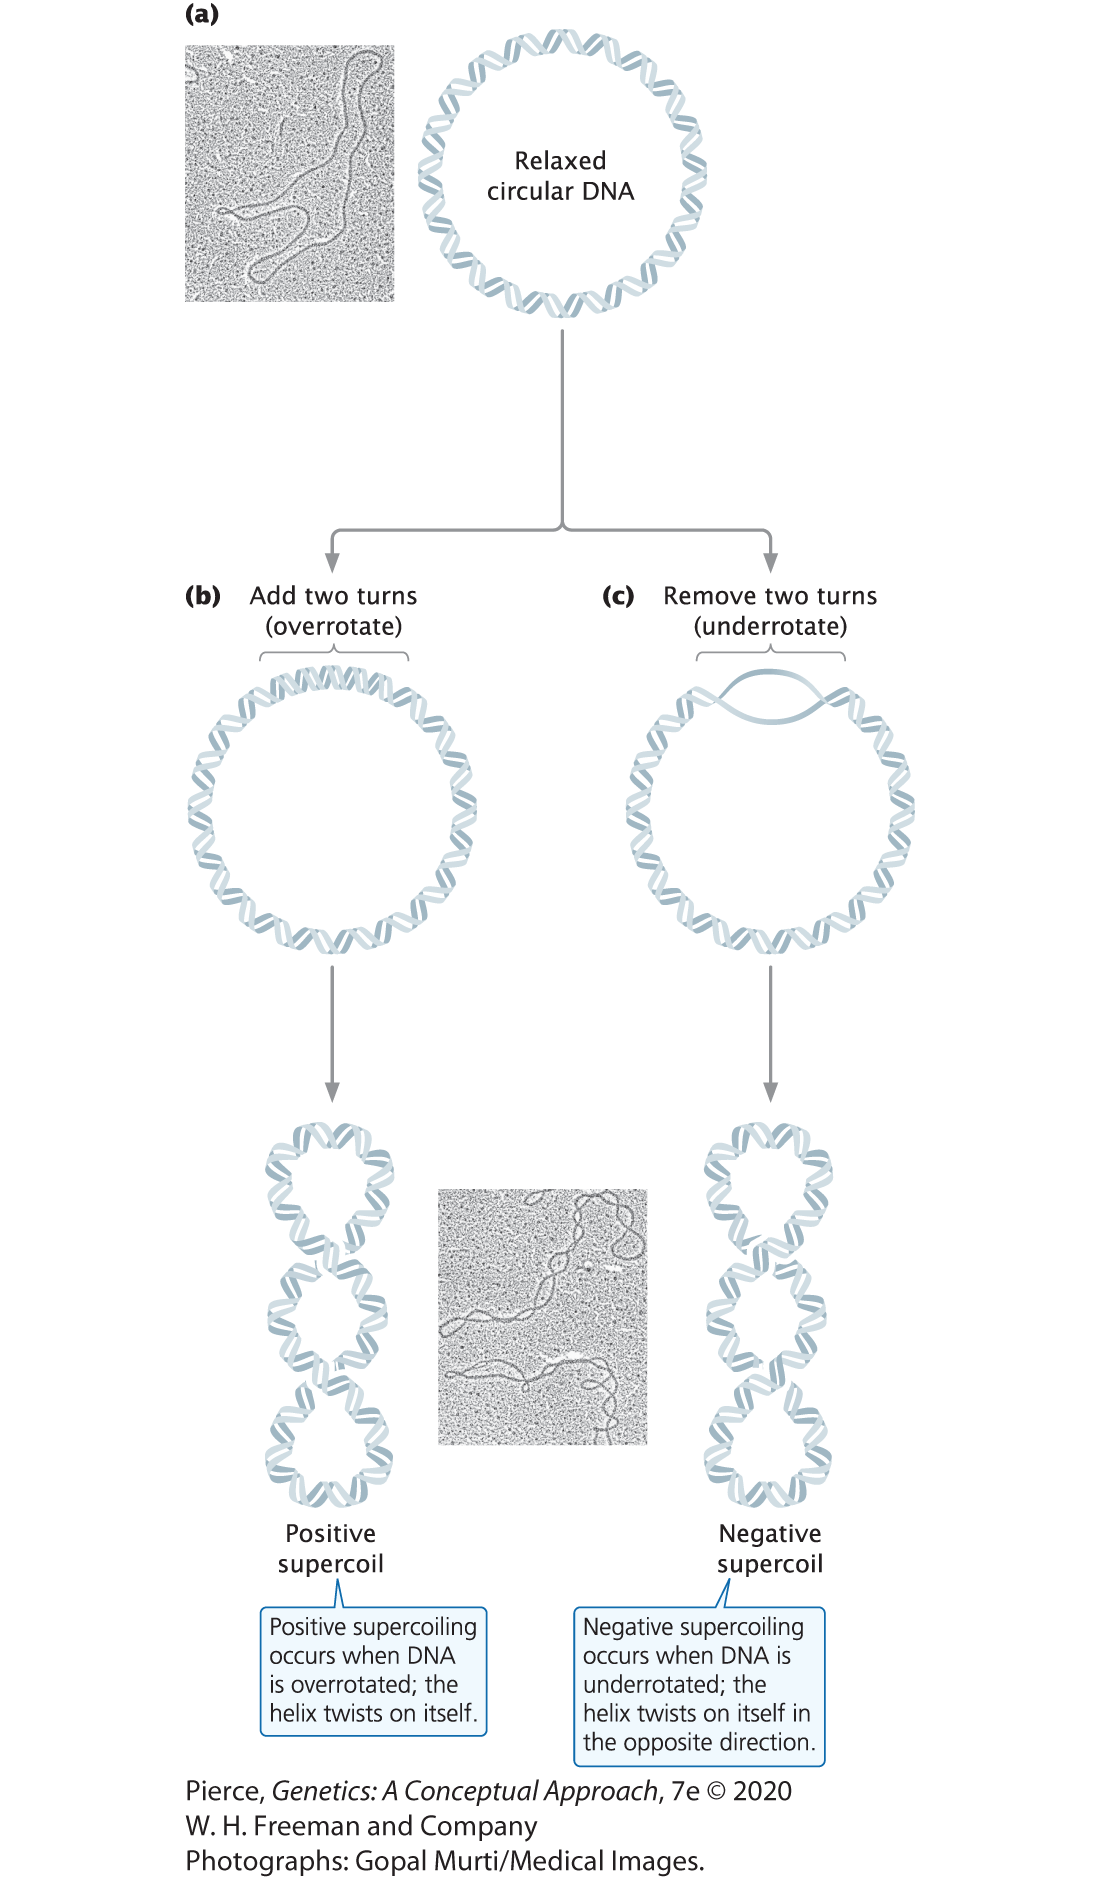 (a)
Relaxed
circular DNA
(b) Add two turns
(overrotate)
(c) Remove two turns
(underrotate)
Positive
supercoil
Negative
supercoil
Positive supercoiling
occurs when DNA
is overrotated; the
helix twists on itself.
Negative supercoiling
occurs when DNA is
underrotated; the
helix twists on itself in
the opposite direction.
Pierce, Genetics: A Conceptual Approach, 7e © 2020
W. H. Freeman and Company
Photographs: Gopal Murti/Medical Images.